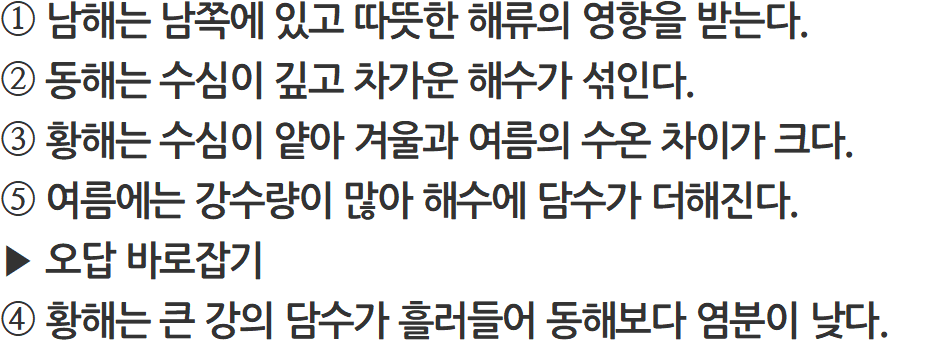 ① 남해는 남쪽에 있고 따뜻한 해류의 영향을 받는다.
② 동해는 수심이 깊고 차가운 해수가 섞인다.
③ 황해는 수심이 얕아 겨울과 여름의 수온 차이가 크다.
⑤ 여름에는 강수량이 많아 해수에 담수가 더해진다.
▶ 오답 바로잡기
④ 황해는 큰 강의 담수가 흘러들어 동해보다 염분이 낮다.